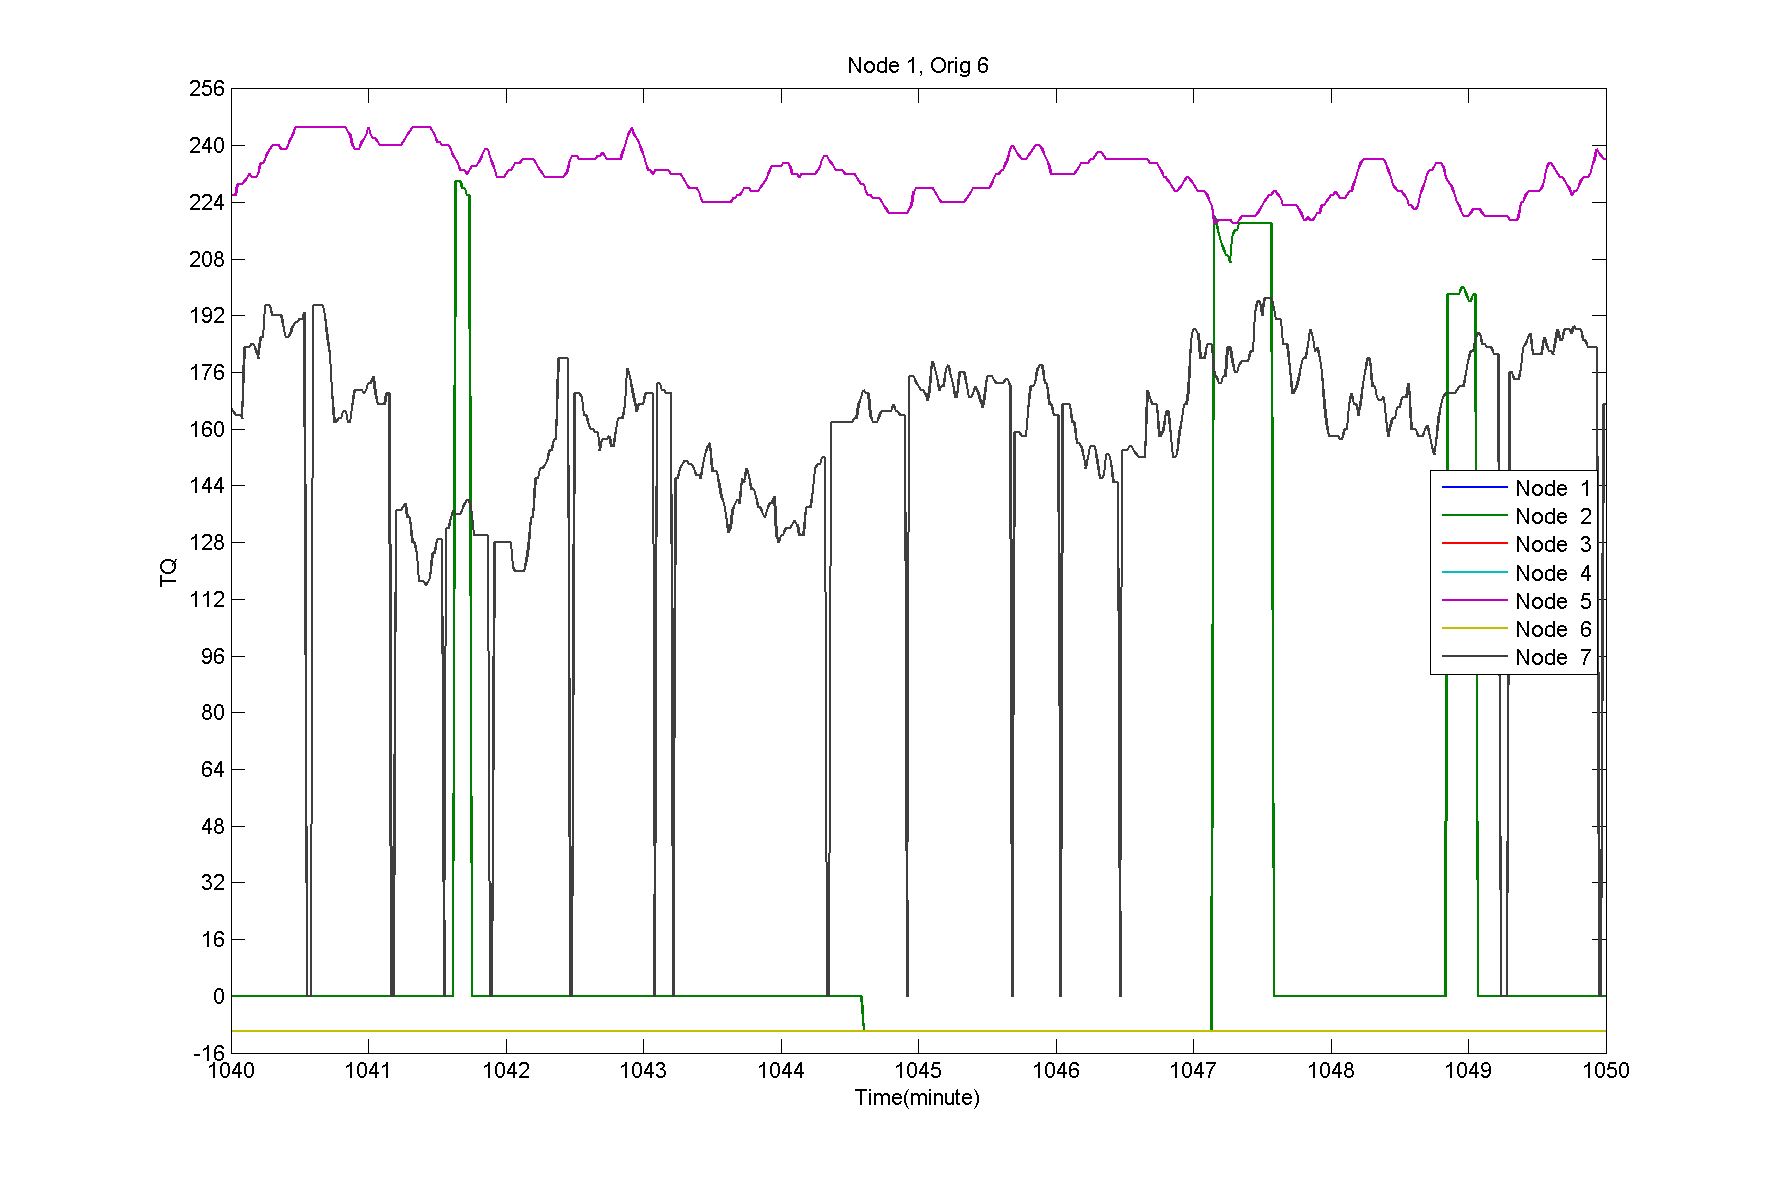 Node 1, Orig 6
256
240
224
208
192
176
160
144
128
112
96
80
64
48
32
16
0
-16
TQ
Node 1
Node 2
Node 3
Node 4
Node 5
Node 6
Node 7
1040 1041 1042 1043 1044 1045 1046 1047 1048 1049 1050
Time(minute)